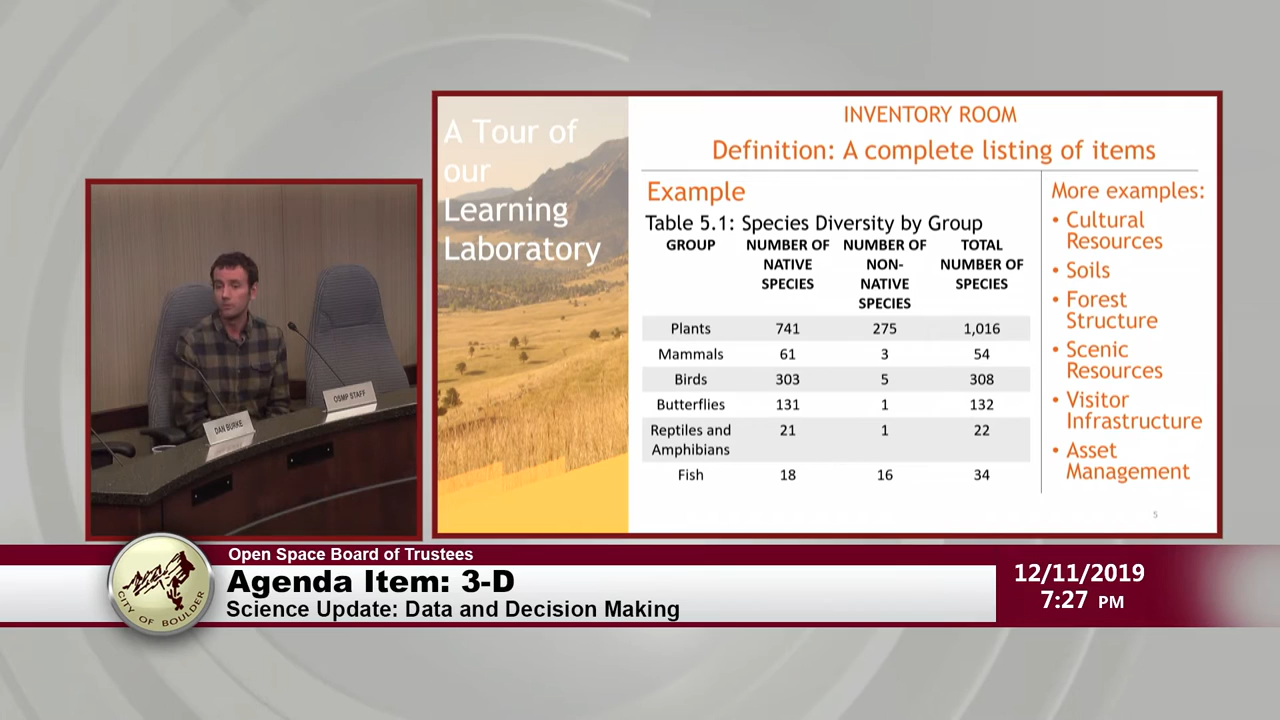 A Tour of
our
Learning
Laboratory
INVENTORY ROOM
Definition: A complete listing of items
Example
Table 5.1: Species Diversity by Group
GROUP NUMBER OF NATIVE SPECIES NUMBER OF NON-NATIVE SPECIES TOTAL NUMBER OF SPECIES
Plants 741 275 1,016
Mammals 61 3 54
Birds 303 5 308
Butterflies 131 1 132
Reptiles and Amphibians 21 1 22
Fish 18 16 34
More examples:
• Cultural
Resources
• Soils
• Forest
Structure
• Scenic
Resources
• Visitor
Infrastructure
• Asset
Management
5
DAN BURKE
OSMP STAFF
Open Space Board of Trustees
Agenda Item: 3-D
Science Update: Data and Decision Making
12/11/2019
7:27 PM
CITY OF BOULDER